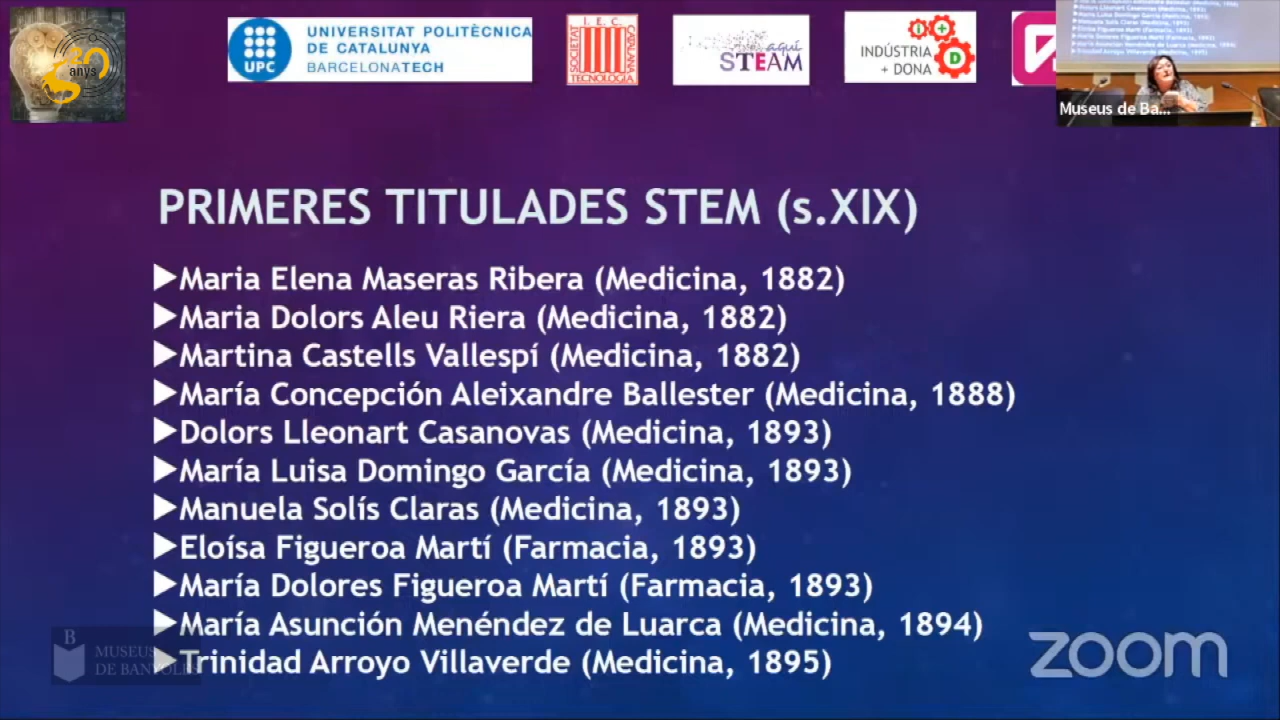 30
anys
UPC
UNIVERSITAT POLITÈCNICA
DE CATALUNYA
BARCELONATECH
I. E. C.
SOCIETAT
CATALANA
TECNOLOGIA
aquí
STEAM
INDÚSTRIA
+ DONA
i + D
Museus de Ba...
PRIMERES TITULADES STEM (s.XIX)
▶Maria Elena Maseras Ribera (Medicina, 1882)
▶Maria Dolors Aleu Riera (Medicina, 1882)
▶Martina Castells Vallespí (Medicina, 1882)
▶María Concepción Aleixandre Ballester (Medicina, 1888)
▶Dolors Lleonart Casanovas (Medicina, 1893)
▶María Luisa Domingo García (Medicina, 1893)
▶Manuela Solís Claras (Medicina, 1893)
▶Eloísa Figueroa Martí (Farmacia, 1893)
▶María Dolores Figueroa Martí (Farmacia, 1893)
▶María Asunción Menéndez de Luarca (Medicina, 1894)
▶Trinidad Arroyo Villaverde (Medicina, 1895)
B
MUSEUS
DE BANYOLES
zoom